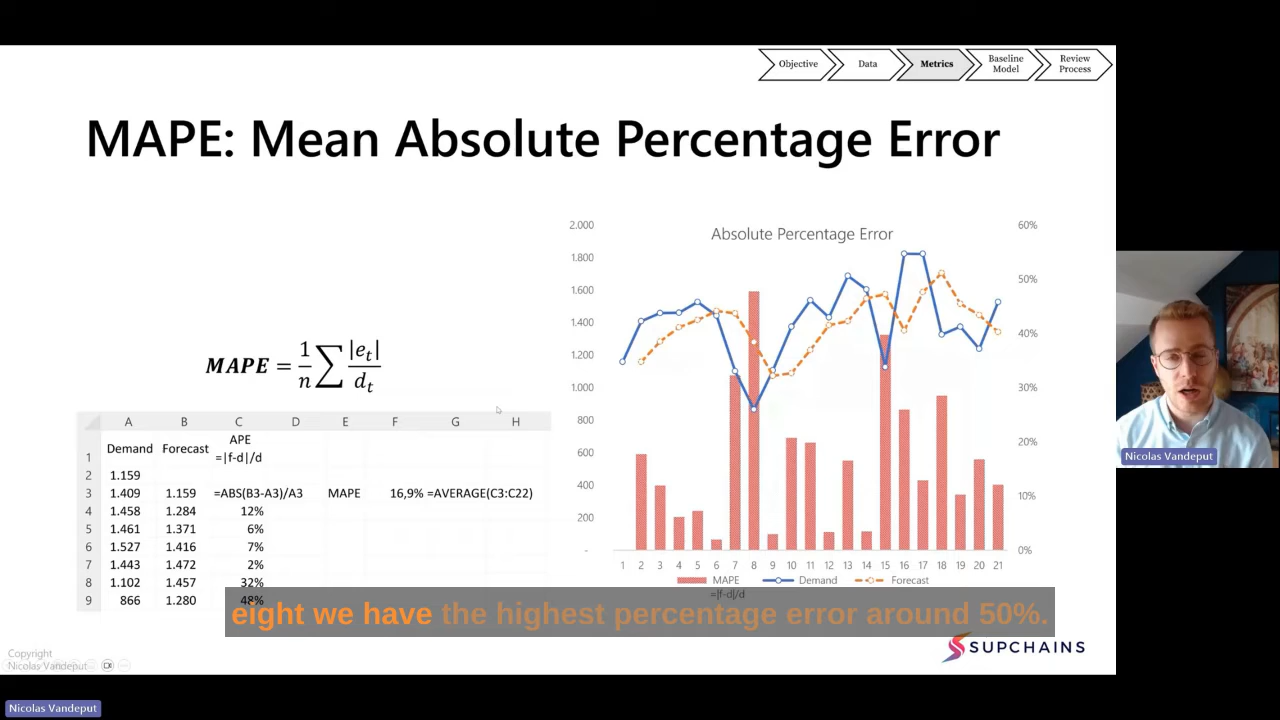 Objective
Data
Metrics
Baseline
Model
Review
Process
MAPE: Mean Absolute Percentage Error
MAPE = 1/n ∑ |e_t|/d_t
A B C D E F G H
1 Demand Forecast APE
=|f-d|/d
2 1.159
3 1.409 1.159 =ABS(B3-A3)/A3 MAPE 16,9% =AVERAGE(C3:C22)
4 1.458 1.284 12%
5 1.461 1.371 6%
6 1.527 1.416 7%
7 1.443 1.472 2%
8 1.102 1.457 32%
9 866 1.280 48%
Absolute Percentage Error
2.000
1.800
1.600
1.400
1.200
1.000
800
600
400
200
-
60%
50%
40%
30%
20%
10%
0%
1 2 3 4 5 6 7 8 9 10 11 12 13 14 15 16 17 18 19 20 21
MAPE Demand Forecast
=|f-d|/d
eight we have the highest percentage error around 50%.
SUPCHAINS
Copyright
Nicolas Vandeput
Nicolas Vandeput
Nicolas Vandeput